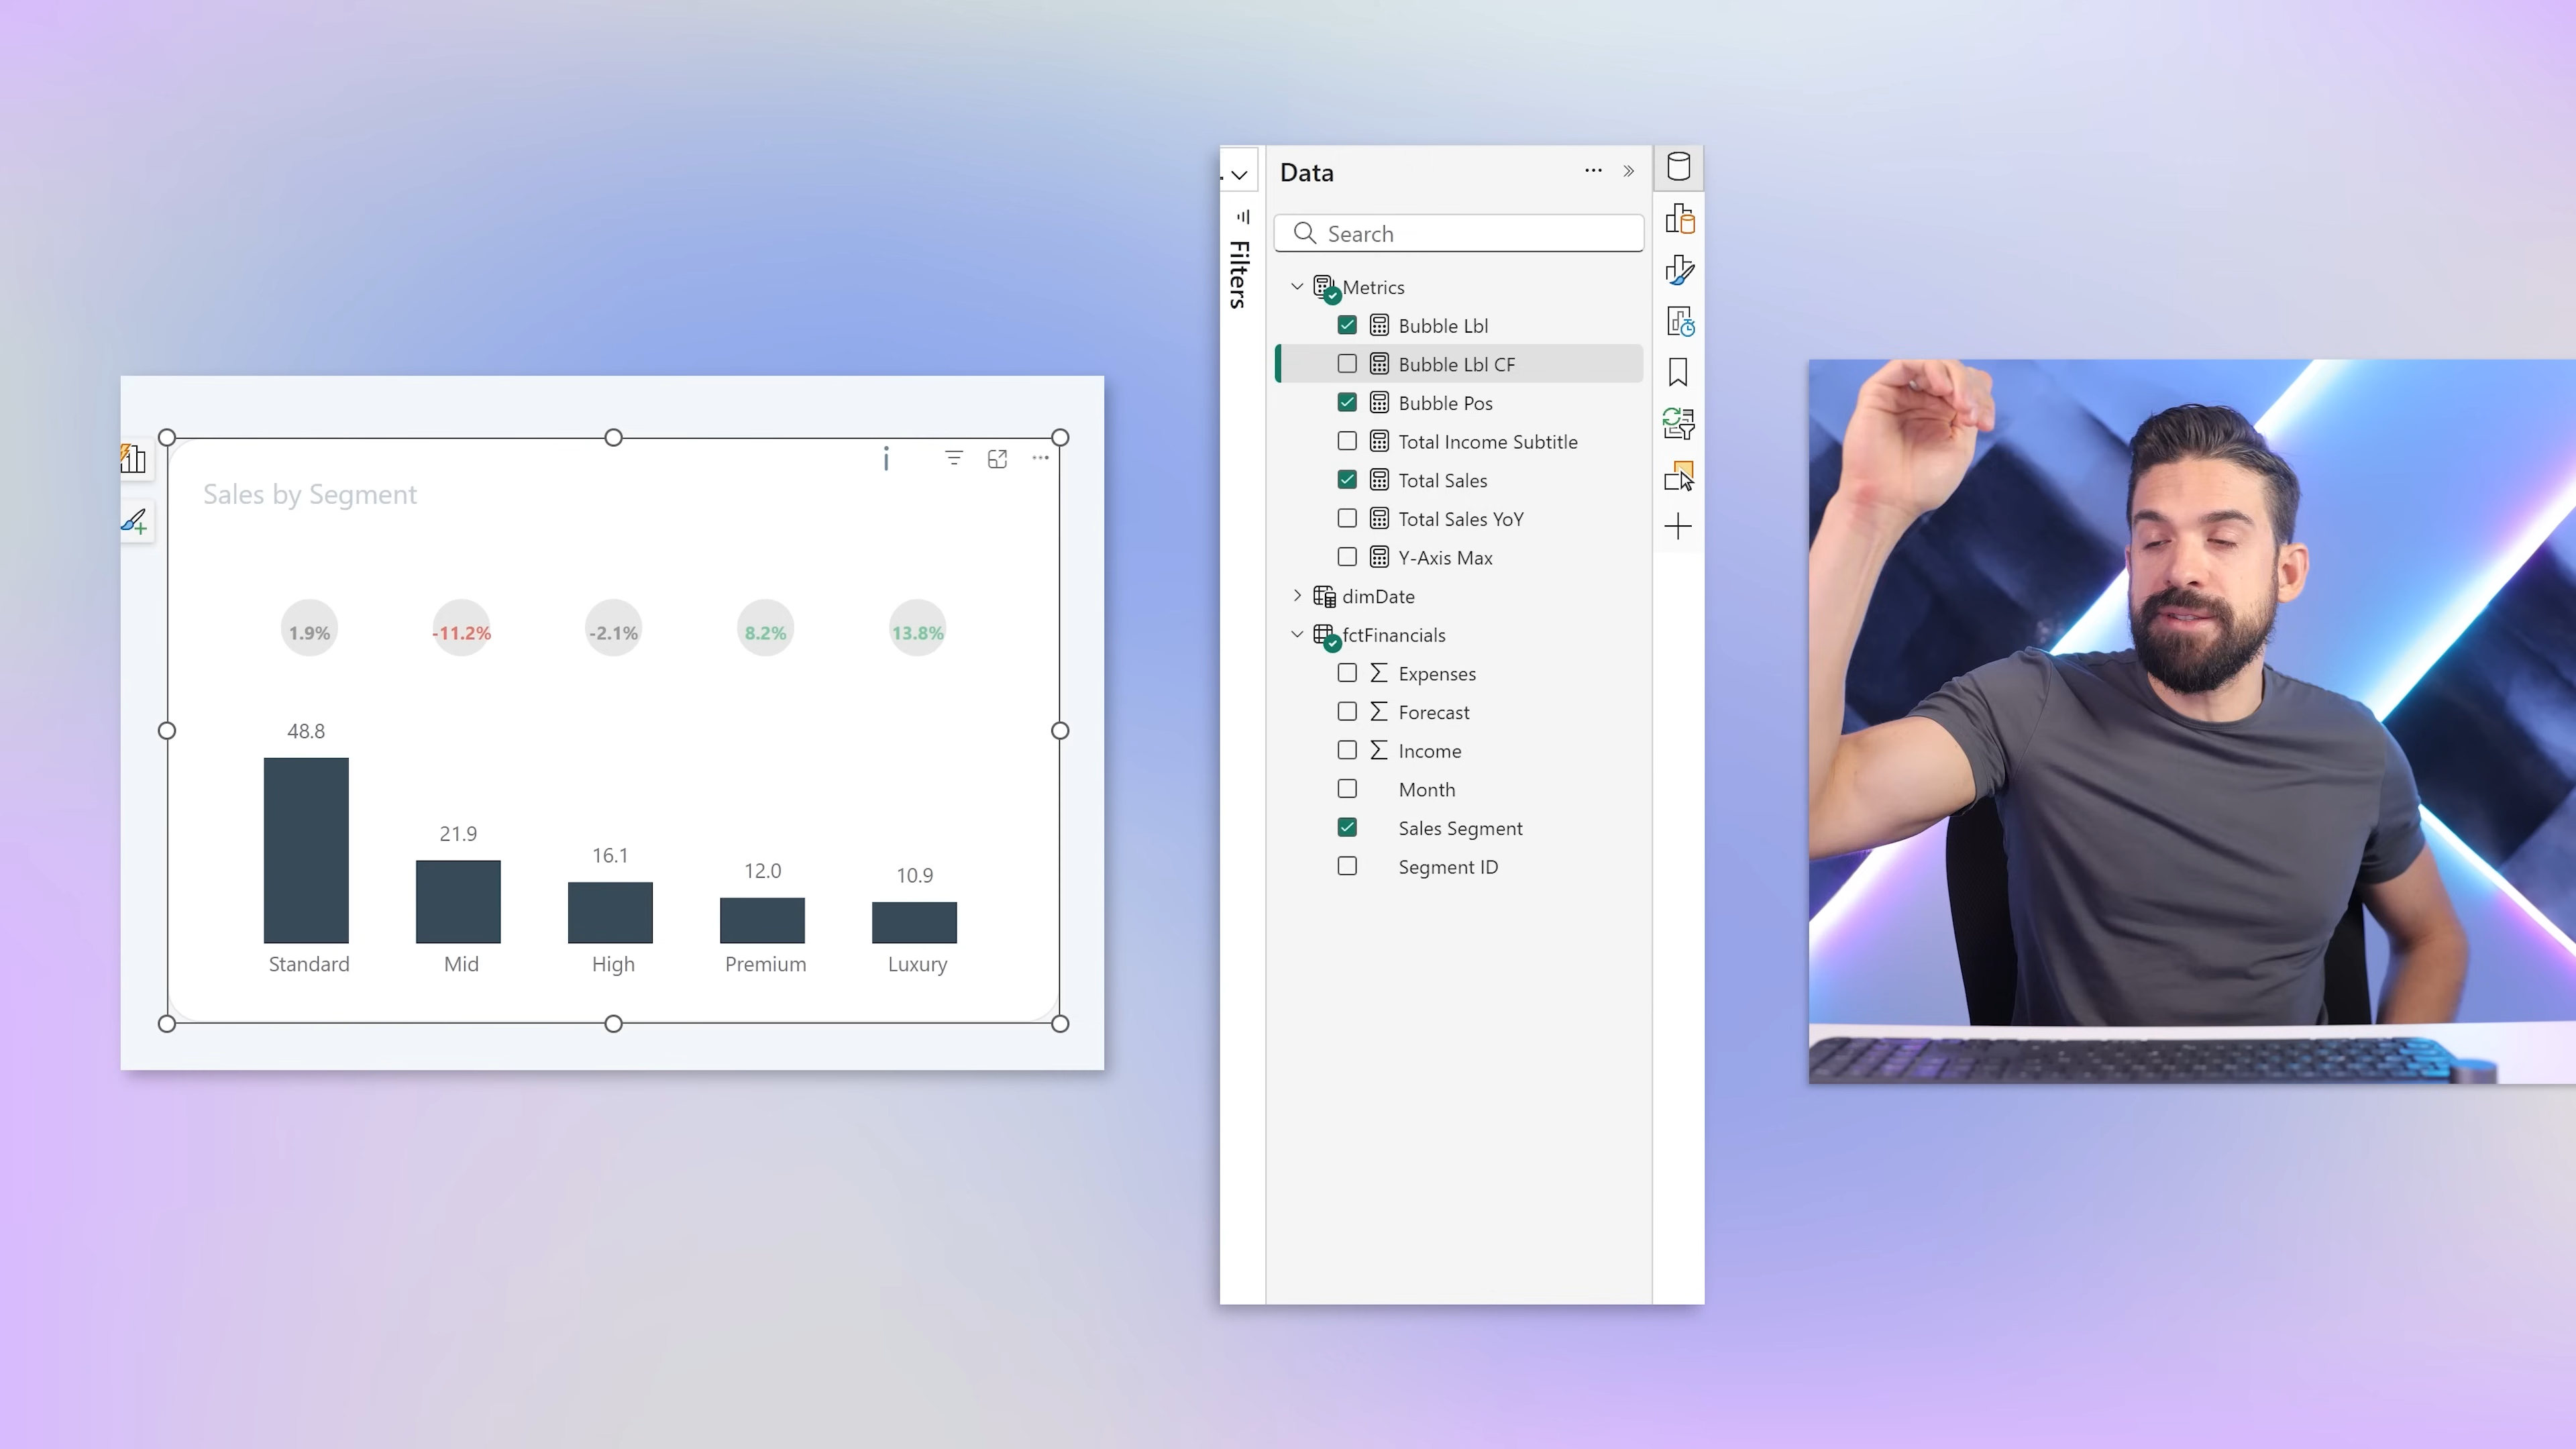 Sales by Segment
1.9%
-11.2%
-2.1%
8.2%
13.8%
48.8
21.9
16.1
12.0
10.9
Standard
Mid
High
Premium
Luxury
Filters
Data
Search
Metrics
Bubble Lbl
Bubble Lbl CF
Bubble Pos
Total Income Subtitle
Total Sales
Total Sales YoY
Y-Axis Max
dimDate
fctFinancials
Expenses
Forecast
Income
Month
Sales Segment
Segment ID